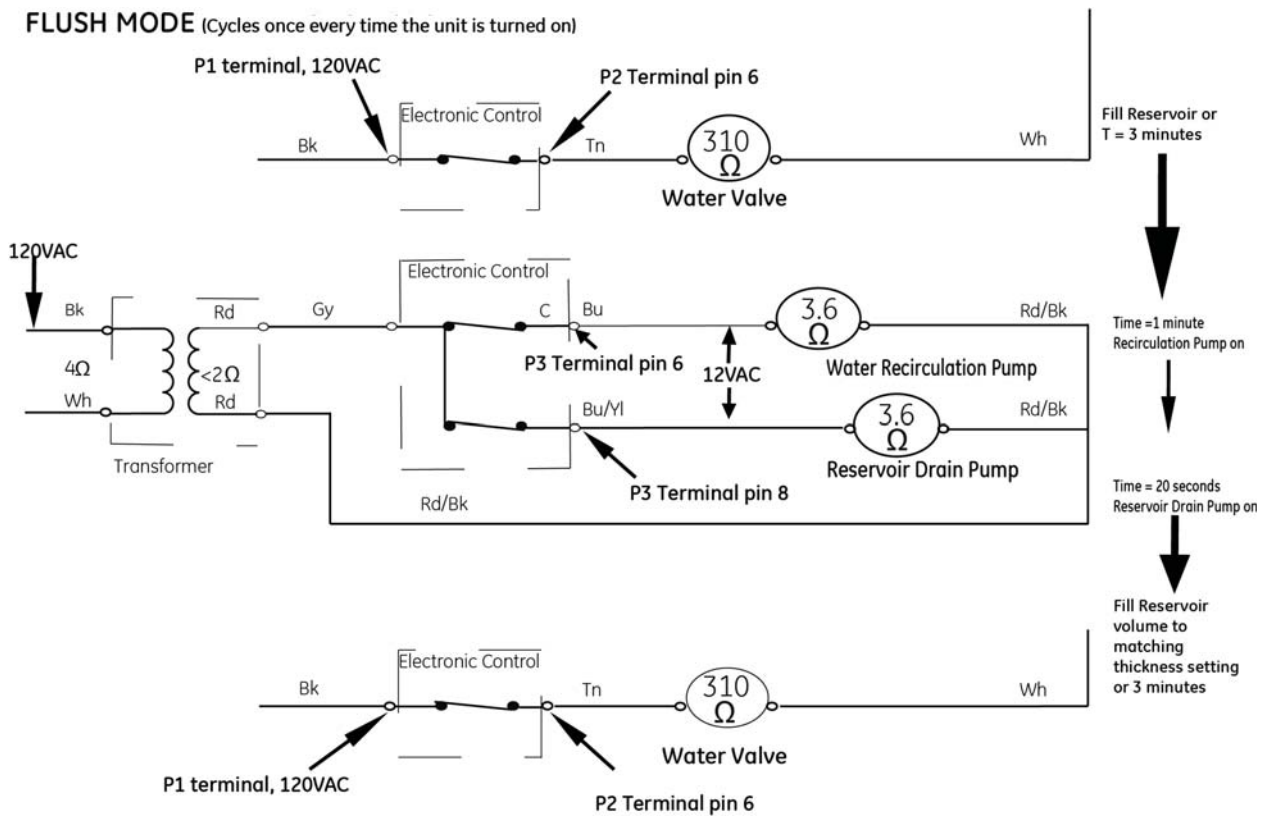 FLUSH MODE (Cycles once every time the unit is turned on)
P1 terminal, 120VAC
P2 Terminal pin 6
Electronic Control
Bk
Tn
310
Ω
Wh
Water Valve
Fill Reservoir or
T = 3 minutes
120VAC
Electronic Control
Bk
Rd
Gy
C
Bu
3.6
Ω
Rd/Bk
Time =1 minute
Recirculation Pump on
4Ω
<2Ω
P3 Terminal pin 6
12VAC
Water Recirculation Pump
Wh
Rd
Bu/Yl
3.6
Ω
Rd/Bk
Transformer
Reservoir Drain Pump
P3 Terminal pin 8
Rd/Bk
Time = 20 seconds
Reservoir Drain Pump on
Fill Reservoir
volume to
matching
thickness setting
or 3 minutes
Electronic Control
Bk
Tn
310
Ω
Wh
Water Valve
P1 terminal, 120VAC
P2 Terminal pin 6